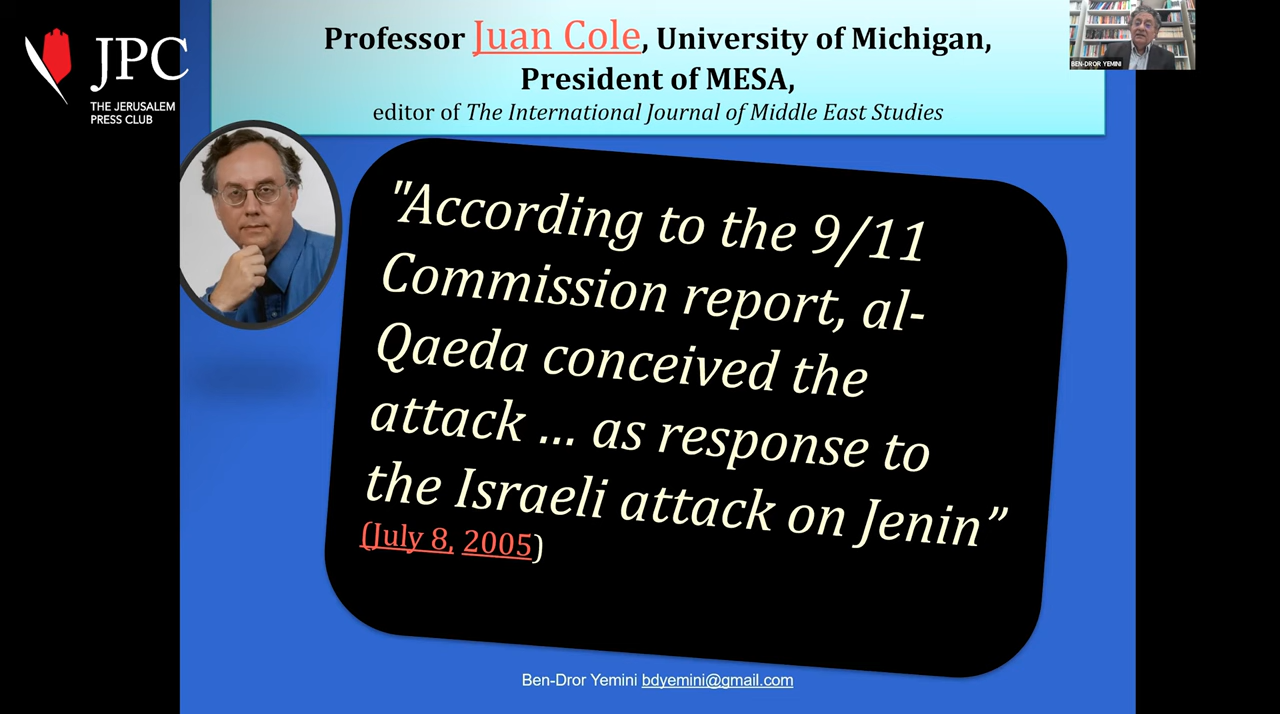 JPC
THE JERUSALEM
PRESS CLUB
Professor Juan Cole, University of Michigan,
President of MESA,
editor of The International Journal of Middle East Studies
BEN-DROR YEMINI
"According to the 9/11
Commission report, al-
Qaeda conceived the
attack ... as response to
the Israeli attack on Jenin”
(July 8, 2005)
Ben-Dror Yemini bdyemini@gmail.com